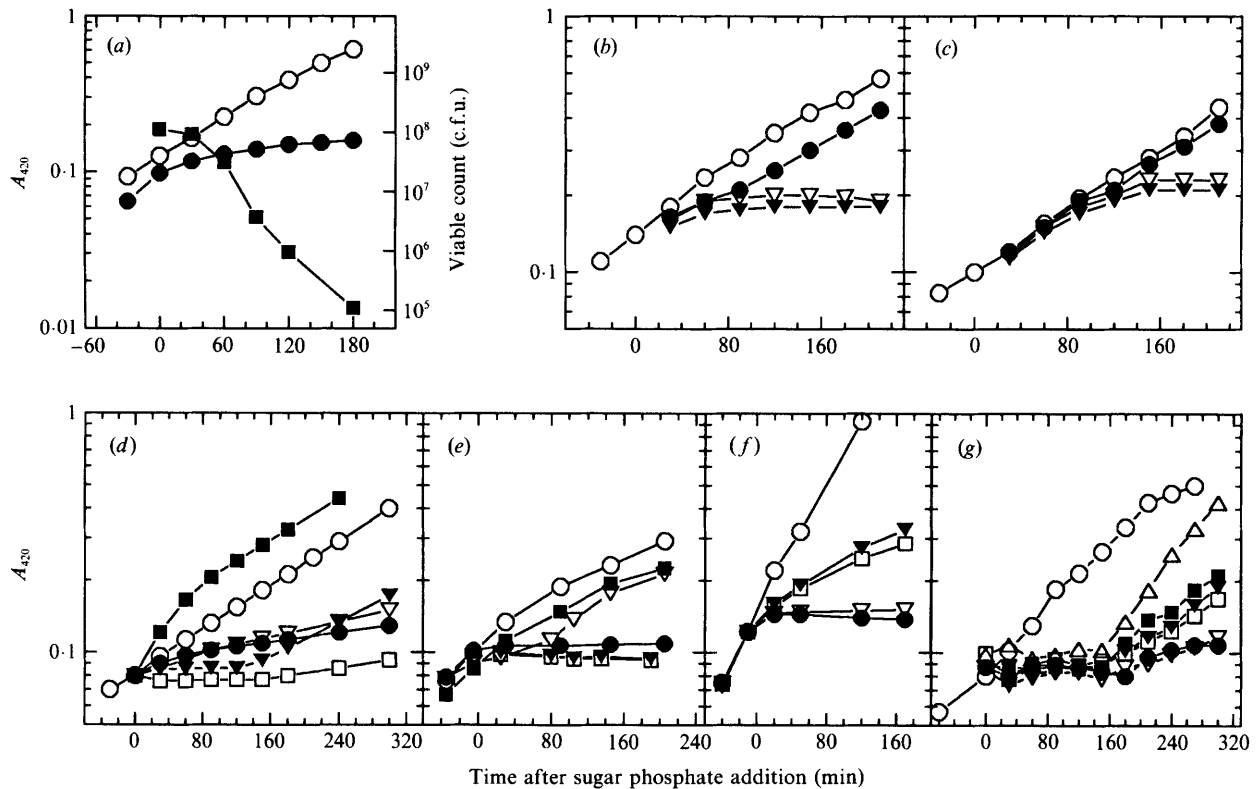 1
(a)
A420
0·1
0·01
10⁹
10⁸
10⁷
10⁶
10⁵
Viable count (c.f.u.)
−60 0 60 120 180
1
(b)
(c)
0·1
0 80 160
0 80 160
1
(d)
(e)
(f)
(g)
A420
0·1
0 80 160 240 320
0 80 160 240
0 80 160
0 80 160 240 320
Time after sugar phosphate addition (min)